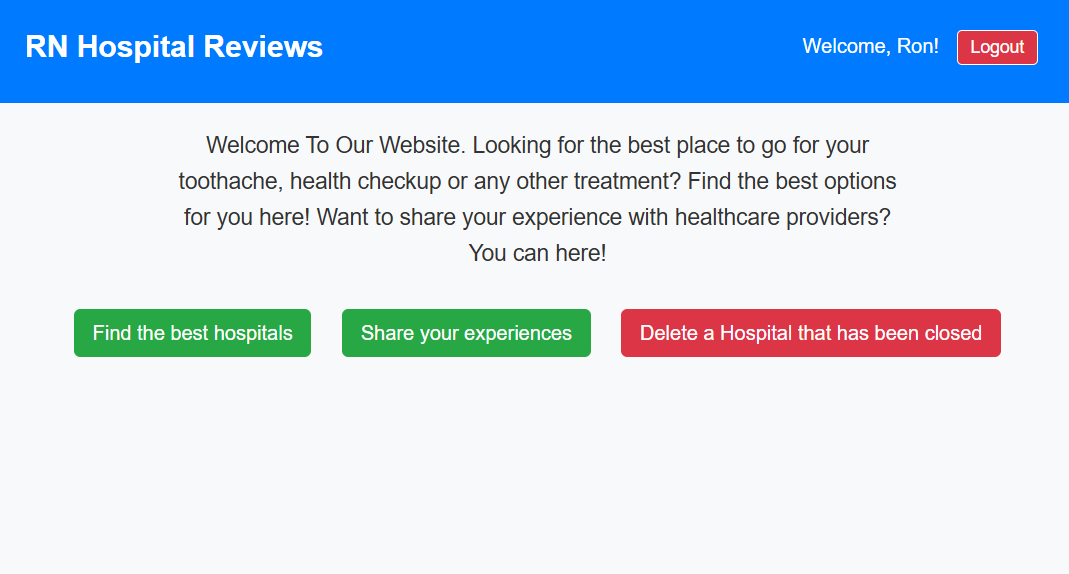 RN Hospital Reviews
Welcome, Ron!
Logout
Welcome To Our Website. Looking for the best place to go for your
toothache, health checkup or any other treatment? Find the best options
for you here! Want to share your experience with healthcare providers?
You can here!
Find the best hospitals
Share your experiences
Delete a Hospital that has been closed